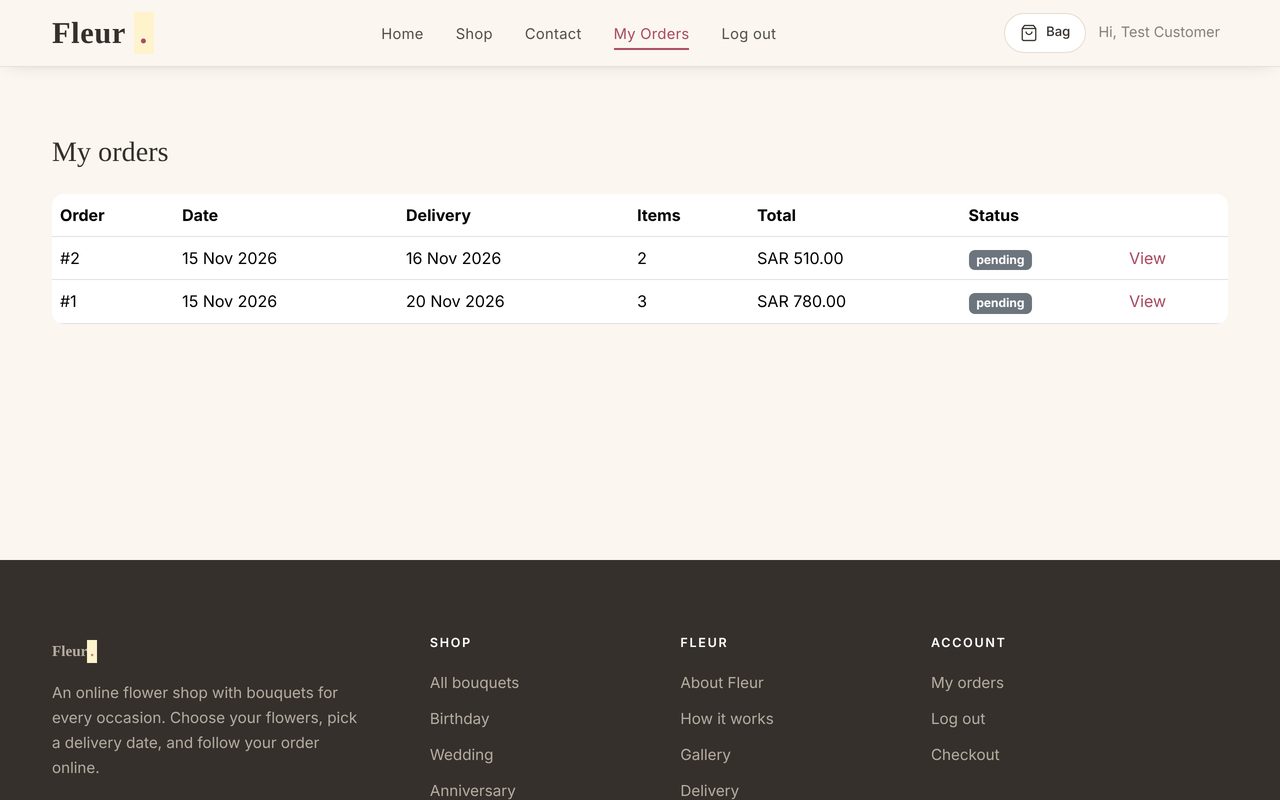 Fleur .
Home Shop Contact My Orders Log out
Bag
Hi, Test Customer
My orders
Order Date Delivery Items Total Status
#2 15 Nov 2026 16 Nov 2026 2 SAR 510.00 pending View
#1 15 Nov 2026 20 Nov 2026 3 SAR 780.00 pending View
Fleur.
An online flower shop with bouquets for
every occasion. Choose your flowers, pick
a delivery date, and follow your order
online.
SHOP
All bouquets
Birthday
Wedding
Anniversary
FLEUR
About Fleur
How it works
Gallery
Delivery
ACCOUNT
My orders
Log out
Checkout